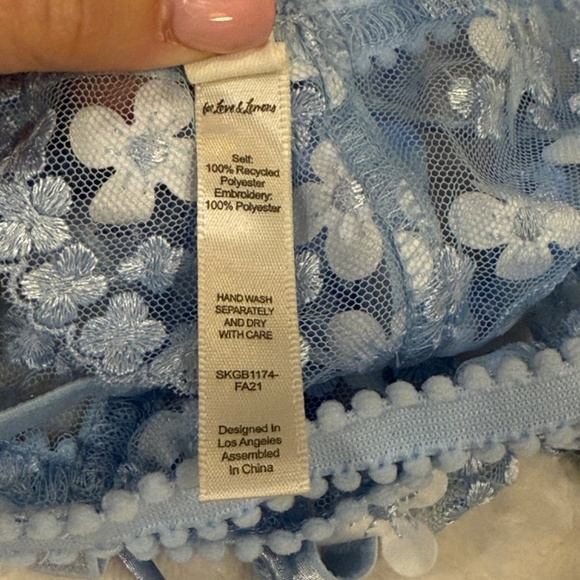 for Love & Lemons
Self:
100% Recycled
Polyester
Embroidery:
100% Polyester
HAND WASH
SEPARATELY
AND DRY
WITH CARE
SKGB1174-
FA21
Designed in
Los Angeles
Assembled
In China